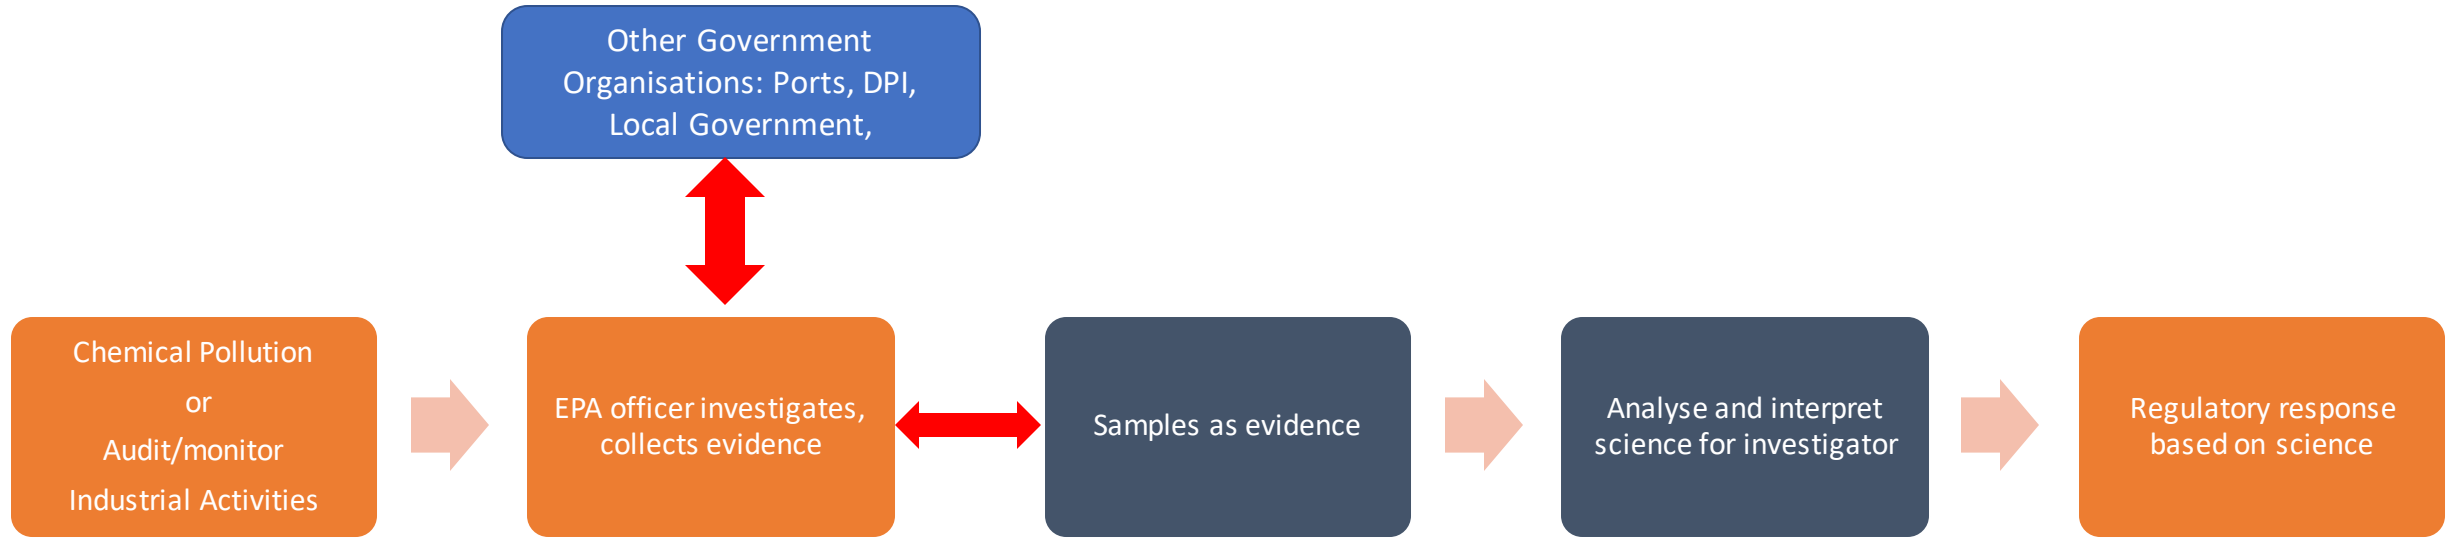 Other Government
Organisations: Ports, DPI,
Local Government,
Chemical Pollution
or
Audit/monitor
Industrial Activities
EPA officer investigates,
collects evidence
Samples as evidence
Analyse and interpret
science for investigator
Regulatory response
based on science